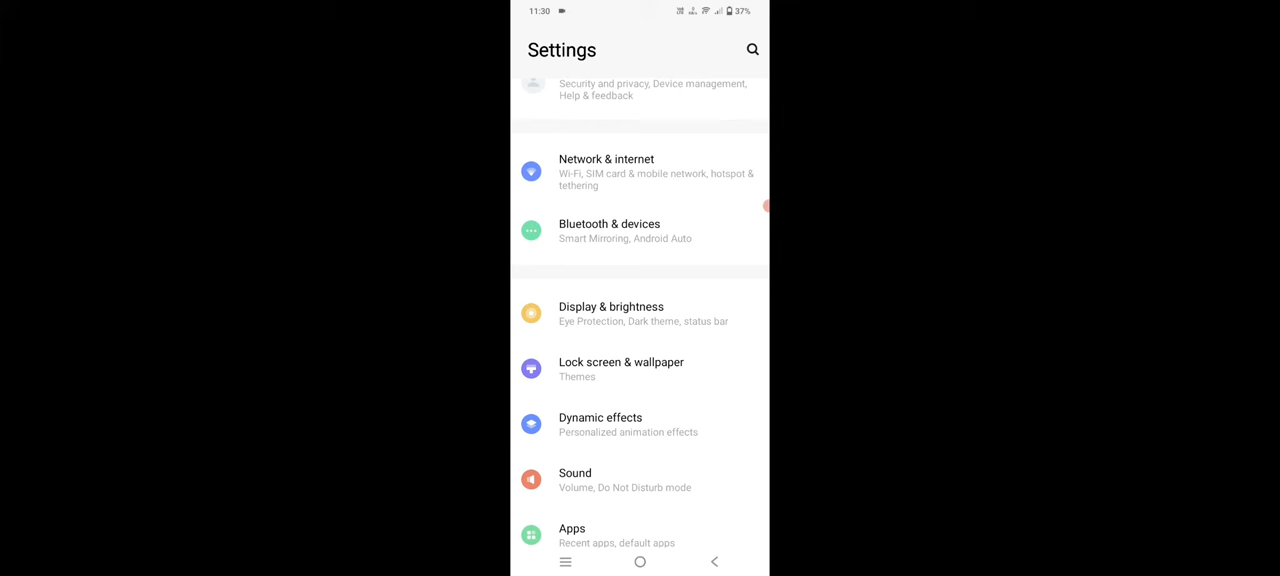 11:30
37%
Settings
Security and privacy, Device management,
Help & feedback
Network & internet
Wi-Fi, SIM card & mobile network, hotspot &
tethering
Bluetooth & devices
Smart Mirroring, Android Auto
Display & brightness
Eye Protection, Dark theme, status bar
Lock screen & wallpaper
Themes
Dynamic effects
Personalized animation effects
Sound
Volume, Do Not Disturb mode
Apps
Recent apps, default apps